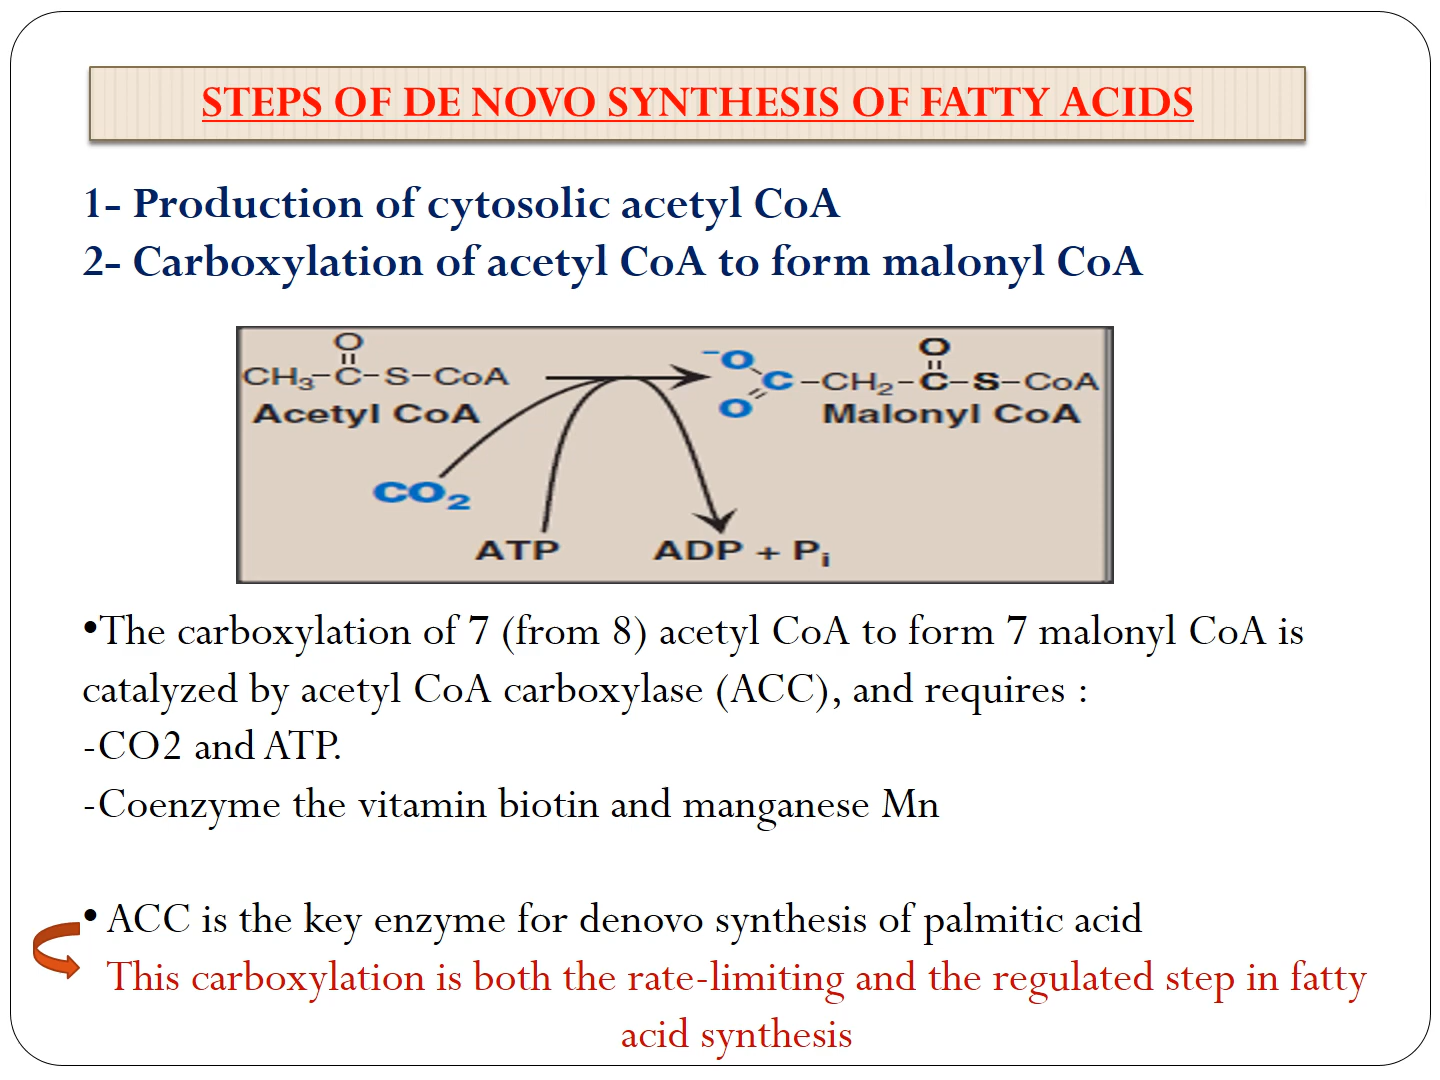 STEPS OF DE NOVO SYNTHESIS OF FATTY ACIDS
1- Production of cytosolic acetyl CoA
2- Carboxylation of acetyl CoA to form malonyl CoA
O
CH3–C–S–CoA
Acetyl CoA
CO2
ATP
ADP + Pi
O
–O
C–CH2–C–S–CoA
O
Malonyl CoA
•The carboxylation of 7 (from 8) acetyl CoA to form 7 malonyl CoA is
catalyzed by acetyl CoA carboxylase (ACC), and requires :
-CO2 and ATP.
-Coenzyme the vitamin biotin and manganese Mn
• ACC is the key enzyme for denovo synthesis of palmitic acid
This carboxylation is both the rate-limiting and the regulated step in fatty
acid synthesis